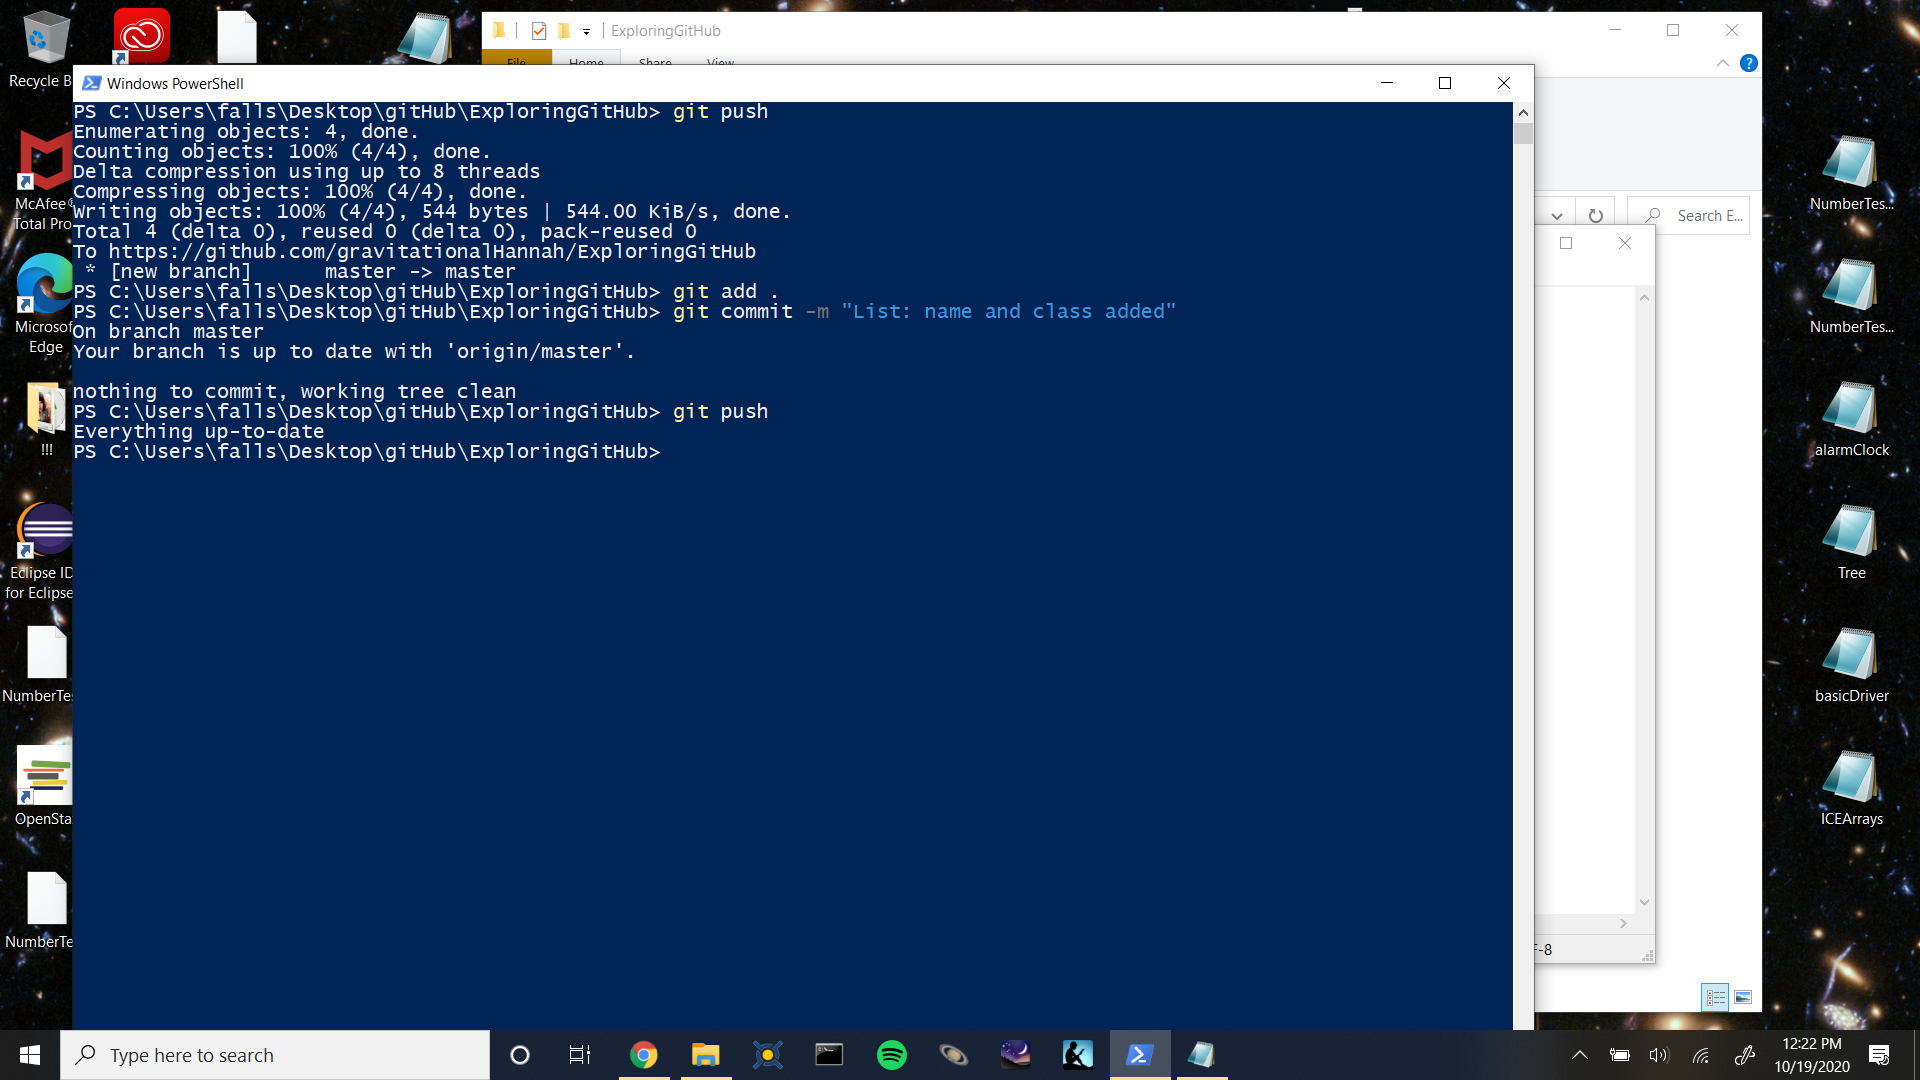 ExploringGitHub
File Home Share View
Recycle B
Windows PowerShell
PS C:\Users\falls\Desktop\gitHub\ExploringGitHub> git push
Enumerating objects: 4, done.
Counting objects: 100% (4/4), done.
Delta compression using up to 8 threads
Compressing objects: 100% (4/4), done.
Writing objects: 100% (4/4), 544 bytes | 544.00 KiB/s, done.
Total 4 (delta 0), reused 0 (delta 0), pack-reused 0
To https://github.com/gravitationalHannah/ExploringGitHub
 * [new branch]      master -> master
PS C:\Users\falls\Desktop\gitHub\ExploringGitHub> git add .
PS C:\Users\falls\Desktop\gitHub\ExploringGitHub> git commit -m "List: name and class added"
On branch master
Your branch is up to date with 'origin/master'.
nothing to commit, working tree clean
PS C:\Users\falls\Desktop\gitHub\ExploringGitHub> git push
Everything up-to-date
PS C:\Users\falls\Desktop\gitHub\ExploringGitHub>
McAfee®
Total Pro
Microsof
Edge
!!!
Eclipse ID
for Eclipse
NumberTe
OpenSta
NumberTe
Search E...
F-8
NumberTes...
NumberTes...
alarmClock
Tree
basicDriver
ICEArrays
Type here to search
12:22 PM
10/19/2020